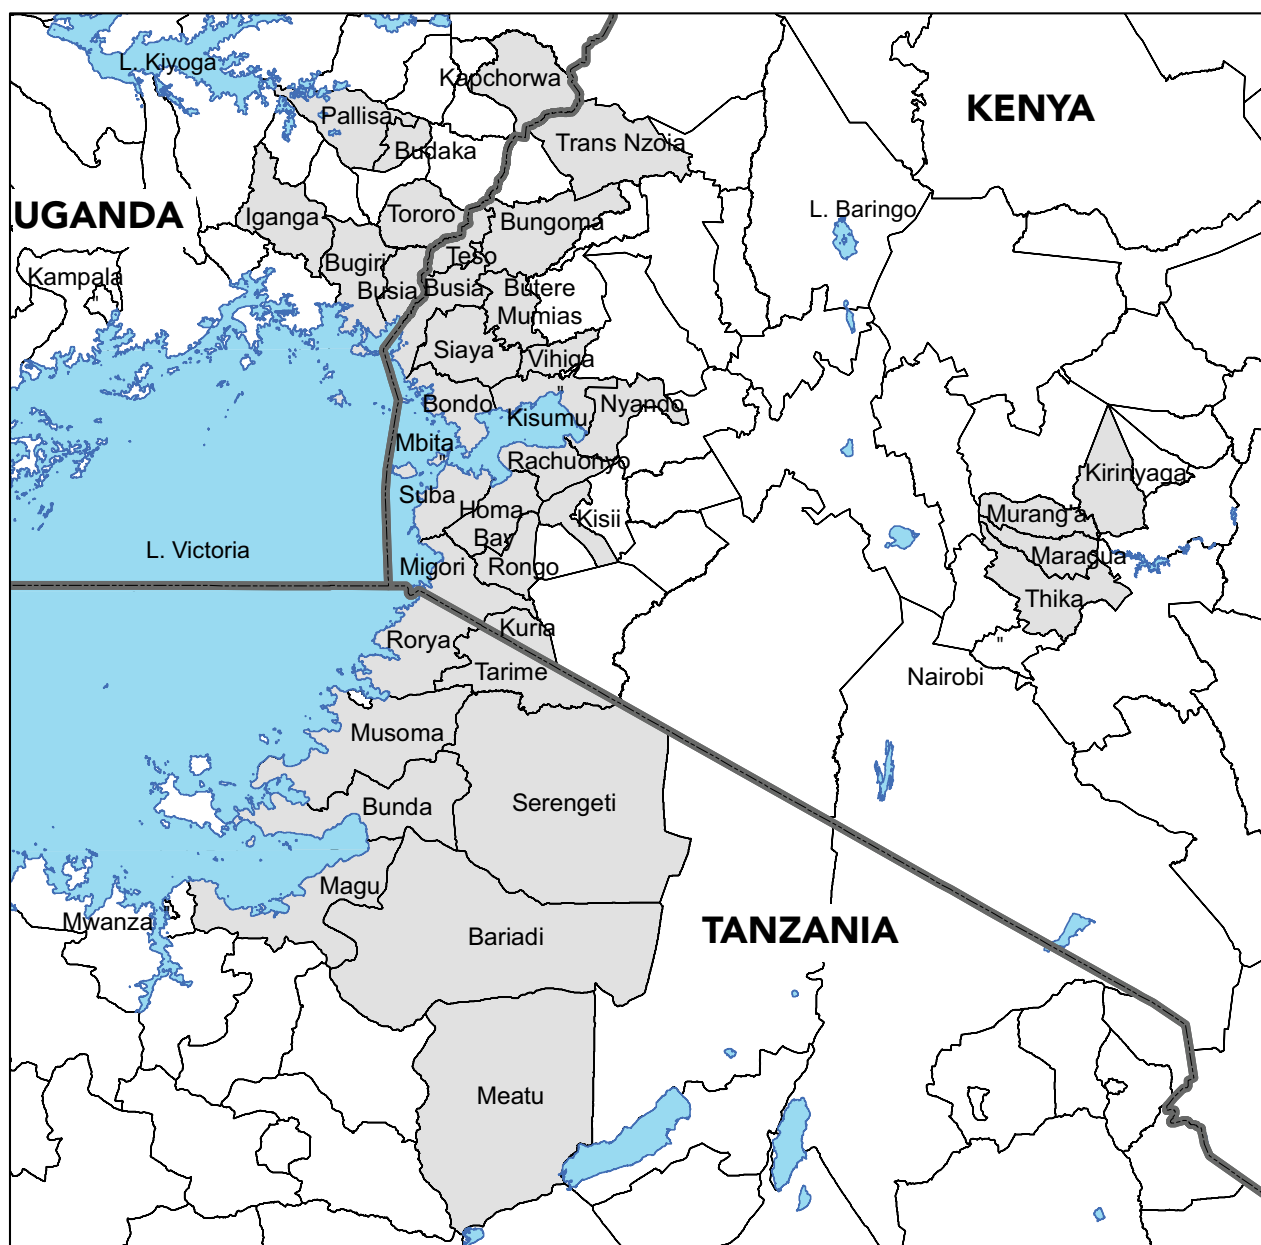 L. Kiyoga
Kapchorwa
KENYA
Pallisa
Trans Nzoia
Budaka
UGANDA
Iganga
Tororo
Bungoma
L. Baringo
Teso
Bugiri
Kampala
Busia
Busia
Butere
Mumias
Siaya
Vihiga
Bondo
Kisumu
Nyando
Mbita
Rachuonyo
Kirinyaga
Suba
Homa
Bay
Kisii
Murang'a
L. Victoria
Maragua
Migori
Rongo
Thika
Kuria
Rorya
Tarime
Nairobi
Musoma
Serengeti
Bunda
Magu
Mwanza
Bariadi
TANZANIA
Meatu